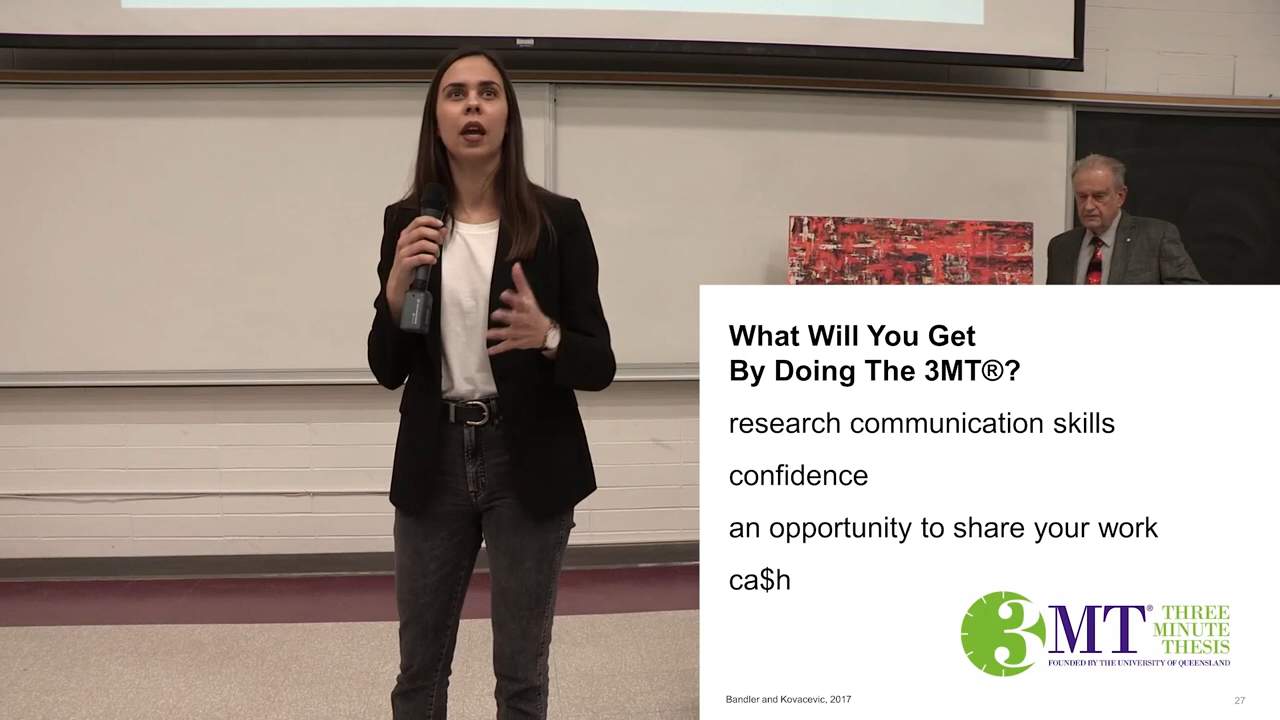 What Will You Get
By Doing The 3MT®?
research communication skills
confidence
an opportunity to share your work
ca$h
3MT® THREE
MINUTE
THESIS
FOUNDED BY THE UNIVERSITY OF QUEENSLAND
Bandler and Kovacevic, 2017
27